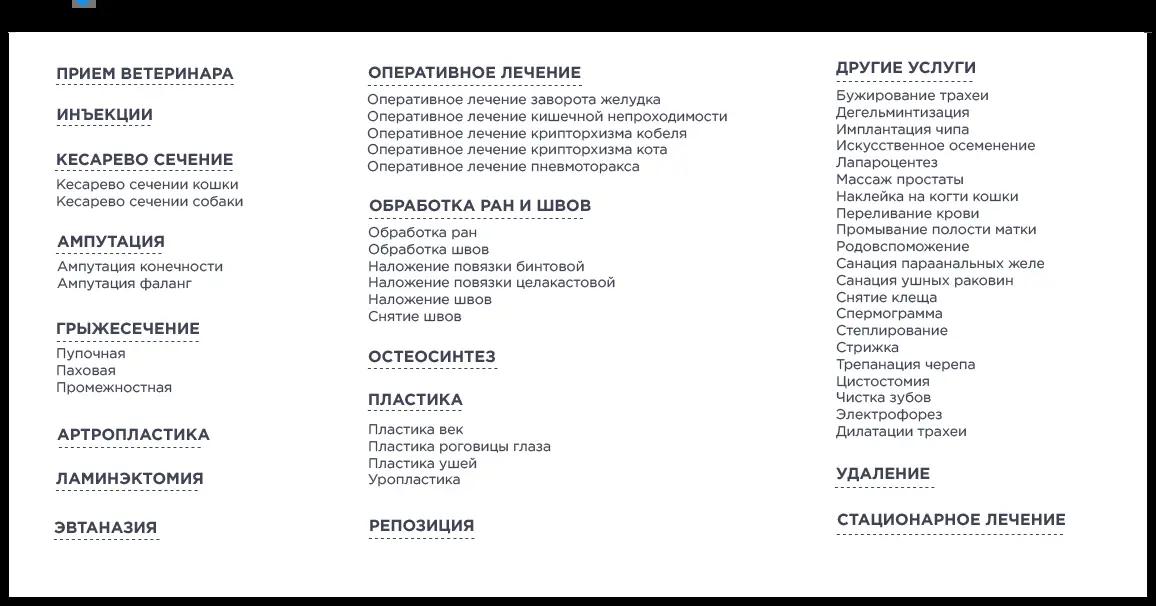 ПРИЕМ ВЕТЕРИНАРА
ИНЪЕКЦИИ
КЕСАРЕВО СЕЧЕНИЕ
Кесарево сечении кошки
Кесарево сечении собаки
АМПУТАЦИЯ
Ампутация конечности
Ампутация фаланг
ГРЫЖЕСЕЧЕНИЕ
Пупочная
Паховая
Промежностная
АРТРОПЛАСТИКА
ЛАМИНЭКТОМИЯ
ЭВТАНАЗИЯ
ОПЕРАТИВНОЕ ЛЕЧЕНИЕ
Оперативное лечение заворота желудка
Оперативное лечение кишечной непроходимости
Оперативное лечение крипторхизма кобеля
Оперативное лечение крипторхизма кота
Оперативное лечение пневмоторакса
ОБРАБОТКА РАН И ШВОВ
Обработка ран
Обработка швов
Наложение повязки бинтовой
Наложение повязки целакастовой
Наложение швов
Снятие швов
ОСТЕОСИНТЕЗ
ПЛАСТИКА
Пластика век
Пластика роговицы глаза
Пластика ушей
Уропластика
РЕПОЗИЦИЯ
ДРУГИЕ УСЛУГИ
Бужирование трахеи
Дегельминтизация
Имплантация чипа
Искусственное осеменение
Лапароцентез
Массаж простаты
Наклейка на когти кошки
Переливание крови
Промывание полости матки
Родовспоможение
Санация параанальных желе
Санация ушных раковин
Снятие клеща
Спермограмма
Степлирование
Стрижка
Трепанация черепа
Цистостомия
Чистка зубов
Электрофорез
Дилатации трахеи
УДАЛЕНИЕ
СТАЦИОНАРНОЕ ЛЕЧЕНИЕ